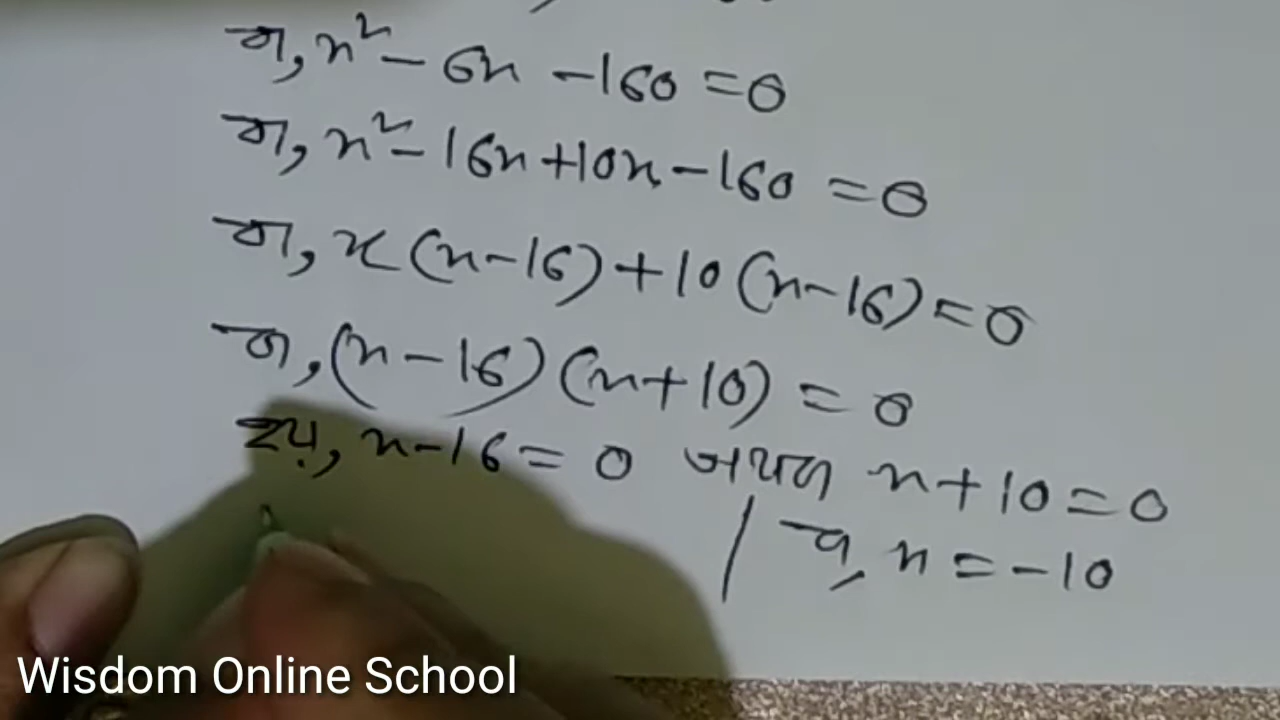 বা, x² - 6x - 160 = 0
বা, x² - 16x + 10x - 160 = 0
বা, x(x - 16) + 10(x - 16) = 0
বা, (x - 16)(x + 10) = 0
হয়, x - 16 = 0 অথবা x + 10 = 0
বা, x = -10
Wisdom Online School